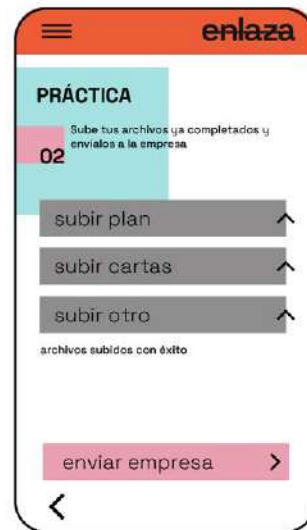 enlaza
PRÁCTICA
02
Sube tus archivos ya completados y
envíalos a la empresa
subir plan
subir cartas
subir otro
archivos subidos con éxito
enviar empresa